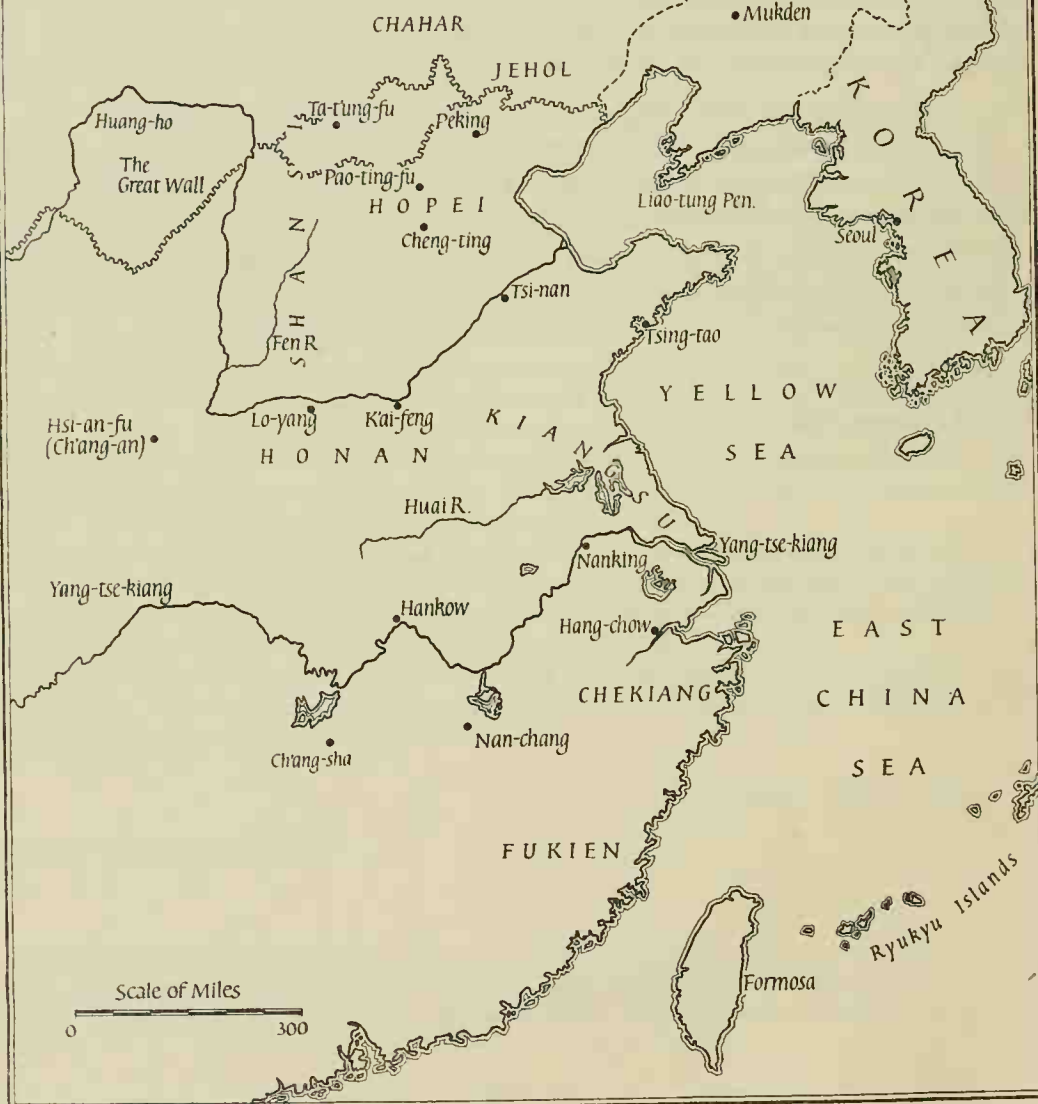 CHAHAR
Mukden
JEHOL
Huang-ho
Ta-t'ung-fu
Peking
The
Great Wall
Pao-ting-fu
HOPEI
Cheng-ting
SHANSI
Liao-tung Pen.
KOREA
Seoul
Tsi-nan
Fen R
Tsing-tao
YELLOW
SEA
Lo-yang
K'ai-feng
Hsi-an-fu
(Ch'ang-an)
HONAN
KIANGSU
Huai R.
Nanking
Yang-tse-kiang
Yang-tse-kiang
Hankow
Hang-chow
EAST
CHINA
SEA
CHEKIANG
Nan-chang
Ch'ang-sha
FUKIEN
Ryukyu Islands
Formosa
Scale of Miles
0 300